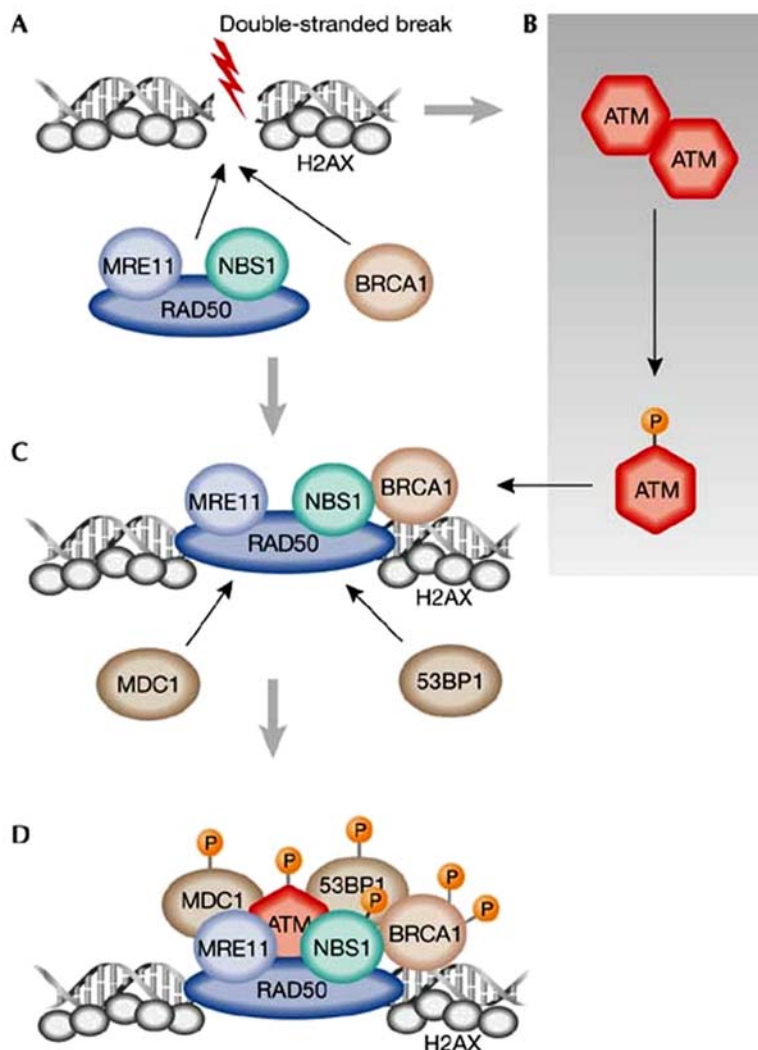 A
Double-stranded break
B
H2AX
ATM
ATM
MRE11
NBS1
RAD50
BRCA1
P
ATM
C
MRE11
NBS1
BRCA1
RAD50
H2AX
MDC1
53BP1
D
P
P
P
P
P
P
MDC1
ATM
53BP1
MRE11
NBS1
BRCA1
RAD50
H2AX